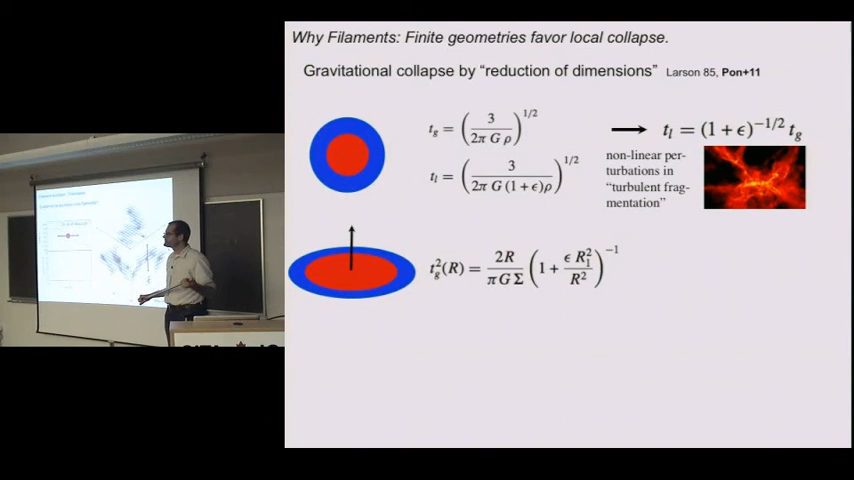 Why Filaments: Finite geometries favor local collapse.
Gravitational collapse by “reduction of dimensions” Larson 85, Pon+11
t_g = (3 / 2π G ρ)^{1/2}
→ t_l = (1 + ϵ)^{-1/2} t_g
t_l = (3 / 2π G (1 + ϵ)ρ)^{1/2}
non-linear per-
turbations in
“turbulent frag-
mentation”
t_g^2(R) = 2R / π G Σ (1 + ϵ R_1^2 / R^2)^{-1}